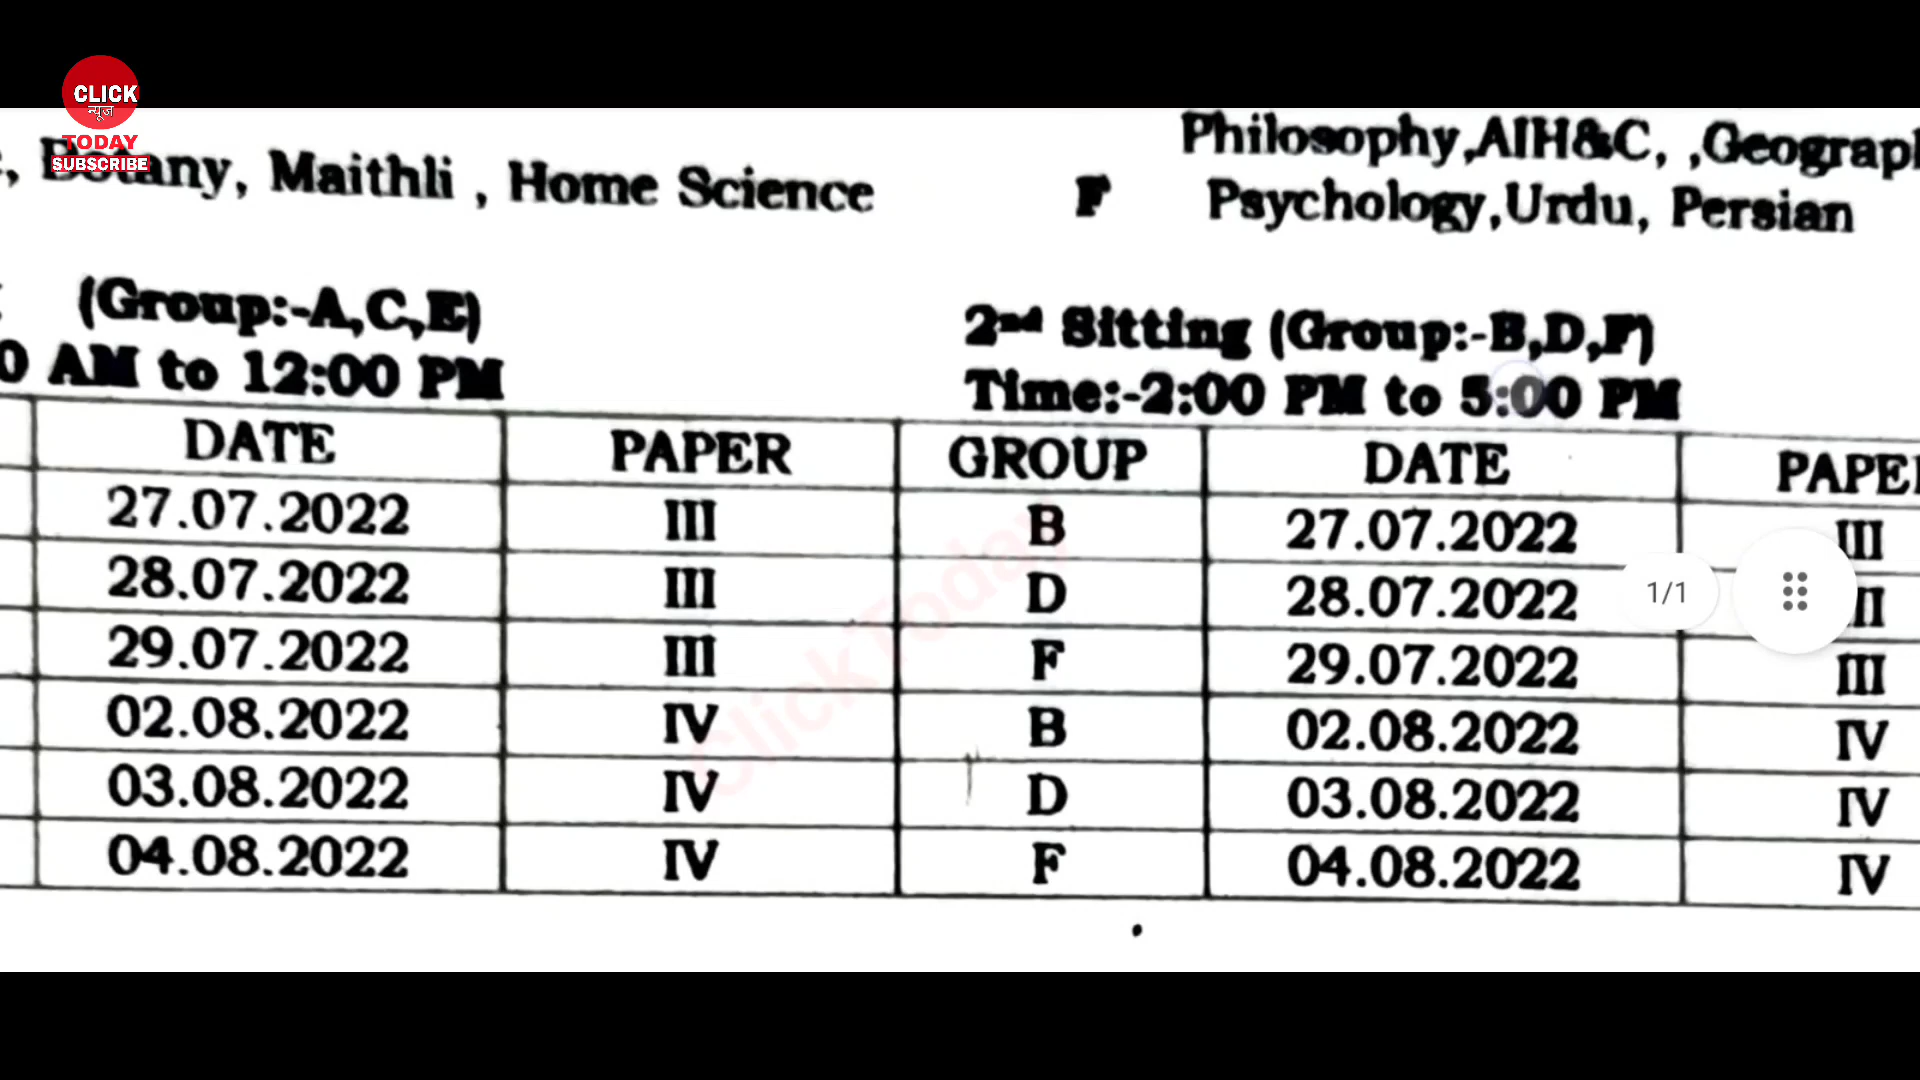 CLICK
न्यूज
TODAY
SUBSCRIBE
Botany, Maithli , Home Science
Philosophy,AIH&C, ,Geograph
F Psychology,Urdu, Persian
(Group:-A,C,E)
0 AM to 12:00 PM
2nd Sitting (Group:-B,D,F)
Time:-2:00 PM to 5:00 PM
DATE PAPER GROUP DATE PAPE
27.07.2022 III B 27.07.2022 III
28.07.2022 III D 28.07.2022 II
1/1
29.07.2022 III F 29.07.2022 III
02.08.2022 IV B 02.08.2022 IV
03.08.2022 IV D 03.08.2022 IV
04.08.2022 IV F 04.08.2022 IV
Click Today